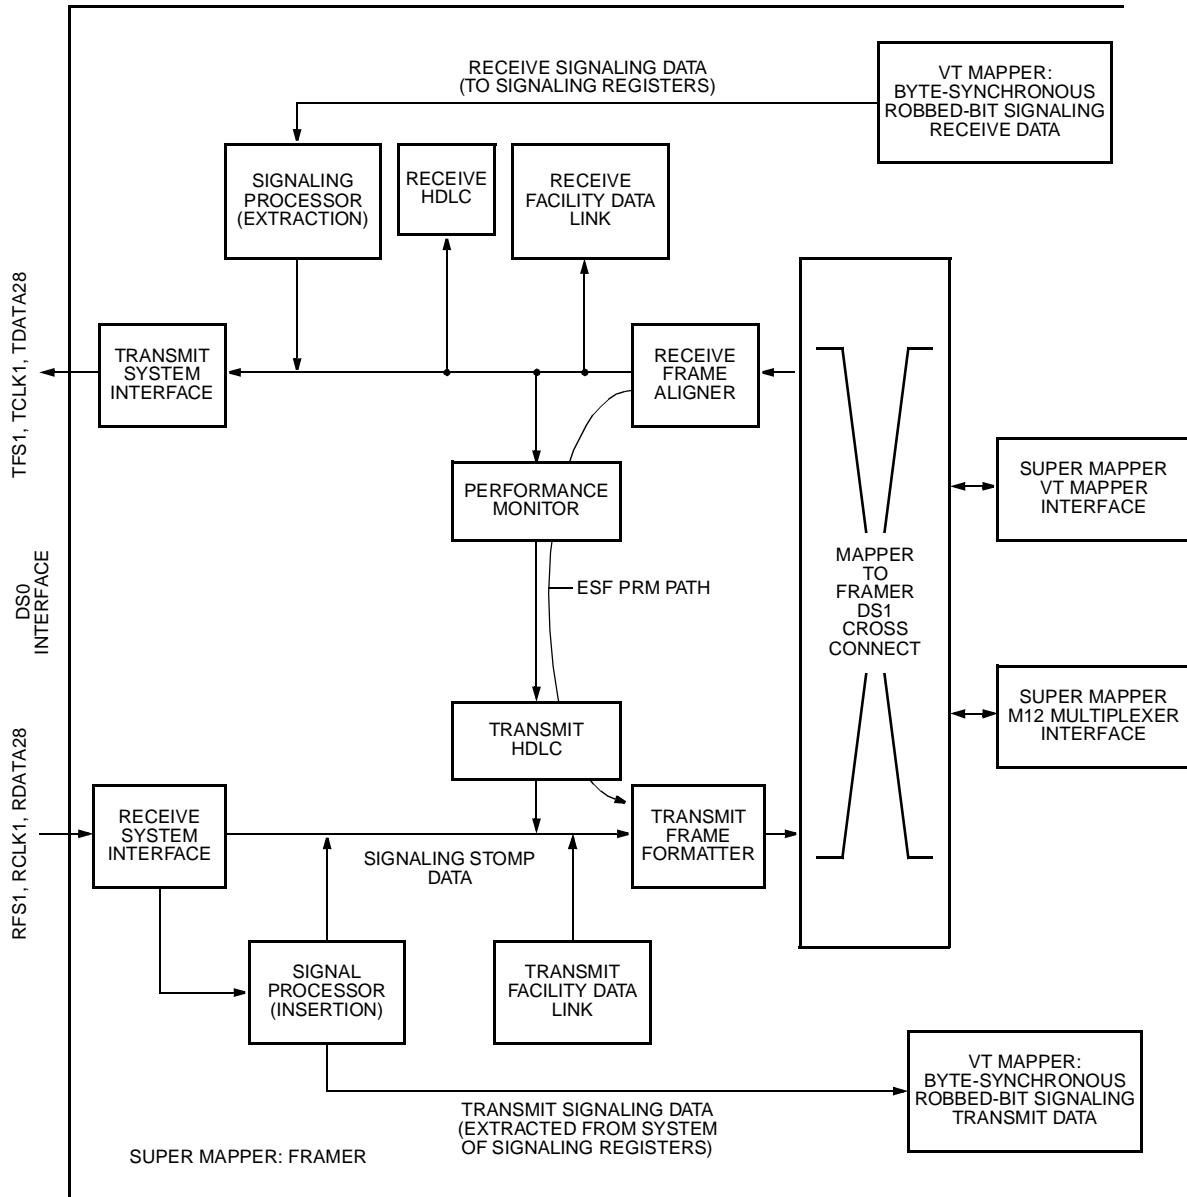 RECEIVE SIGNALING DATA
(TO SIGNALING REGISTERS)
VT MAPPER:
BYTE-SYNCHRONOUS
ROBBED-BIT SIGNALING
RECEIVE DATA
SIGNALING
PROCESSOR
(EXTRACTION)
RECEIVE
HDLC
RECEIVE
FACILITY DATA
LINK
TFS1, TCLK1, TDATA28
TRANSMIT
SYSTEM
INTERFACE
RECEIVE
FRAME
ALIGNER
PERFORMANCE
MONITOR
SUPER MAPPER
VT MAPPER
INTERFACE
DS0
INTERFACE
ESF PRM PATH
MAPPER
TO
FRAMER
DS1
CROSS
CONNECT
TRANSMIT
HDLC
SUPER MAPPER
M12 MULTIPLEXER
INTERFACE
RFS1, RCLK1, RDATA28
RECEIVE
SYSTEM
INTERFACE
SIGNALING STOMP
DATA
TRANSMIT
FRAME
FORMATTER
SIGNAL
PROCESSOR
(INSERTION)
TRANSMIT
FACILITY DATA
LINK
VT MAPPER:
BYTE-SYNCHRONOUS
ROBBED-BIT SIGNALING
TRANSMIT DATA
TRANSMIT SIGNALING DATA
(EXTRACTED FROM SYSTEM
OF SIGNALING REGISTERS)
SUPER MAPPER: FRAMER